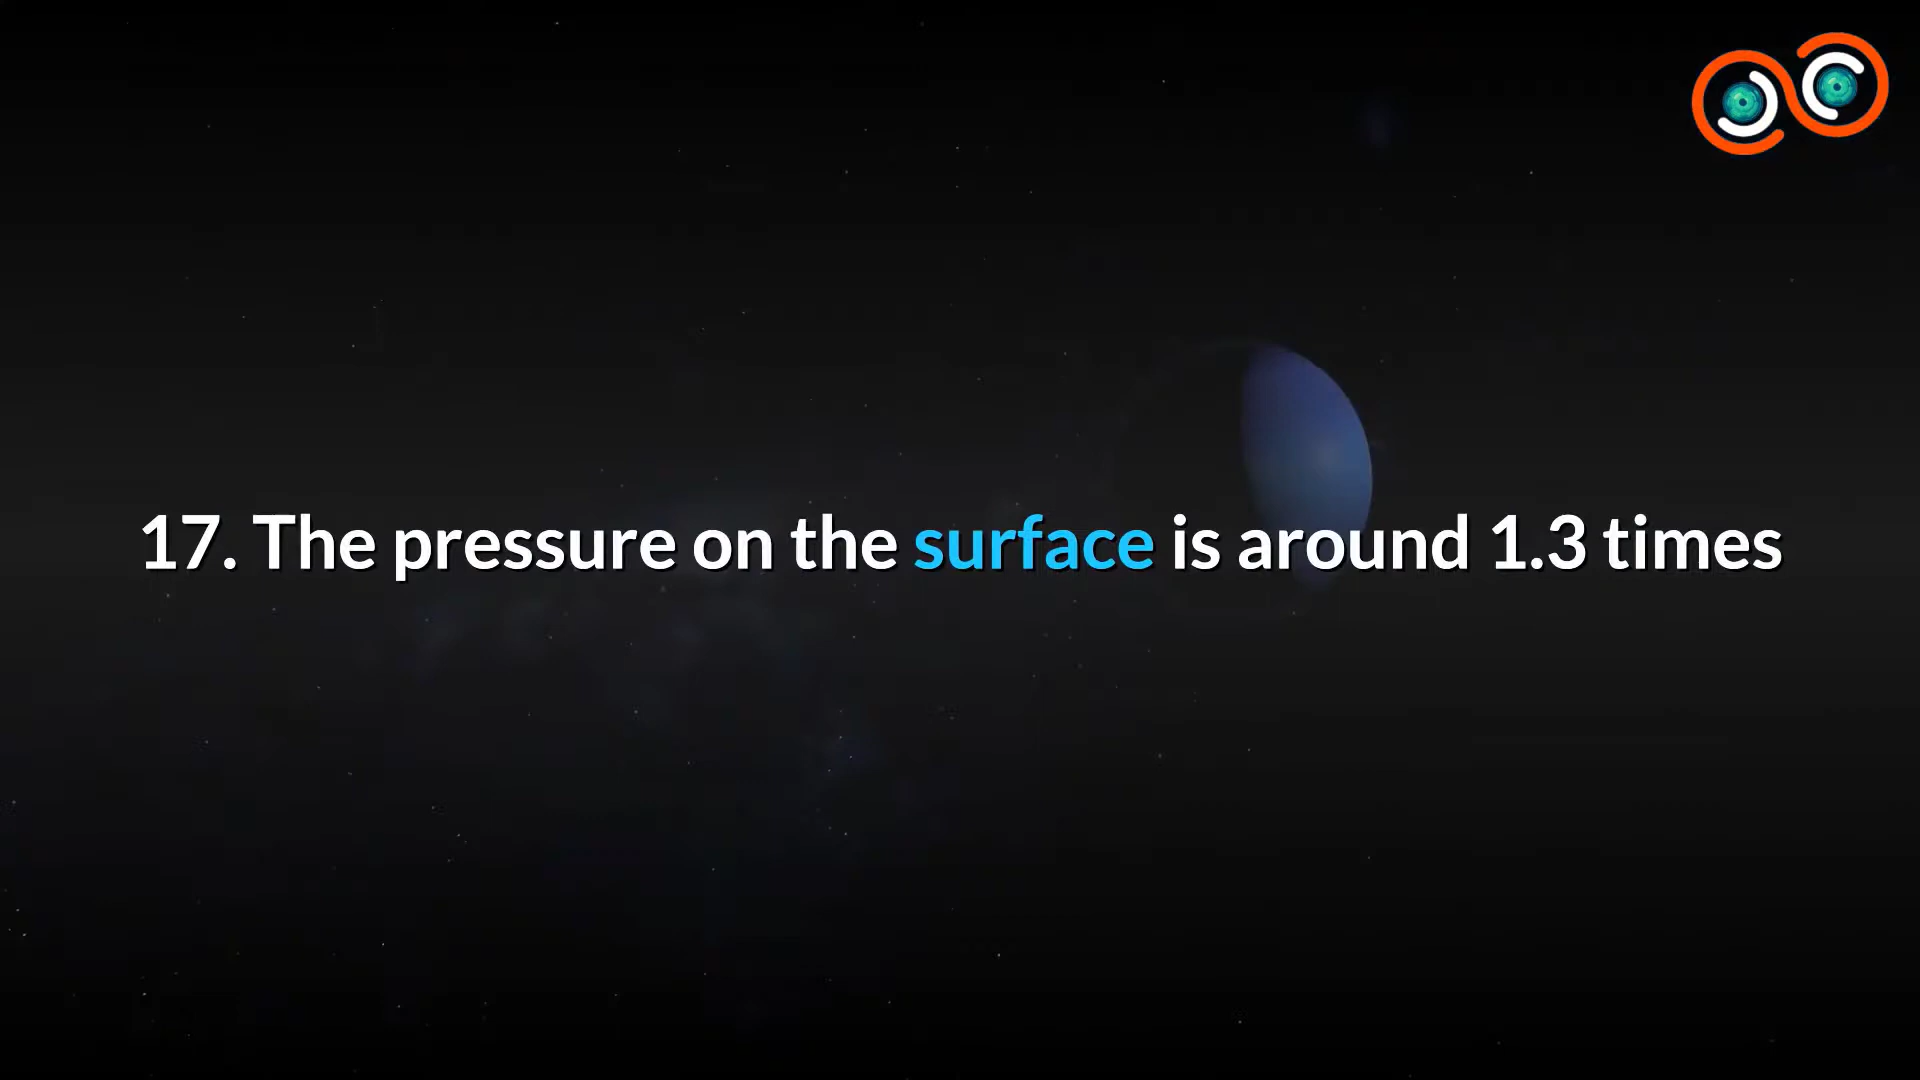 17. The pressure on the surface is around 1.3 times